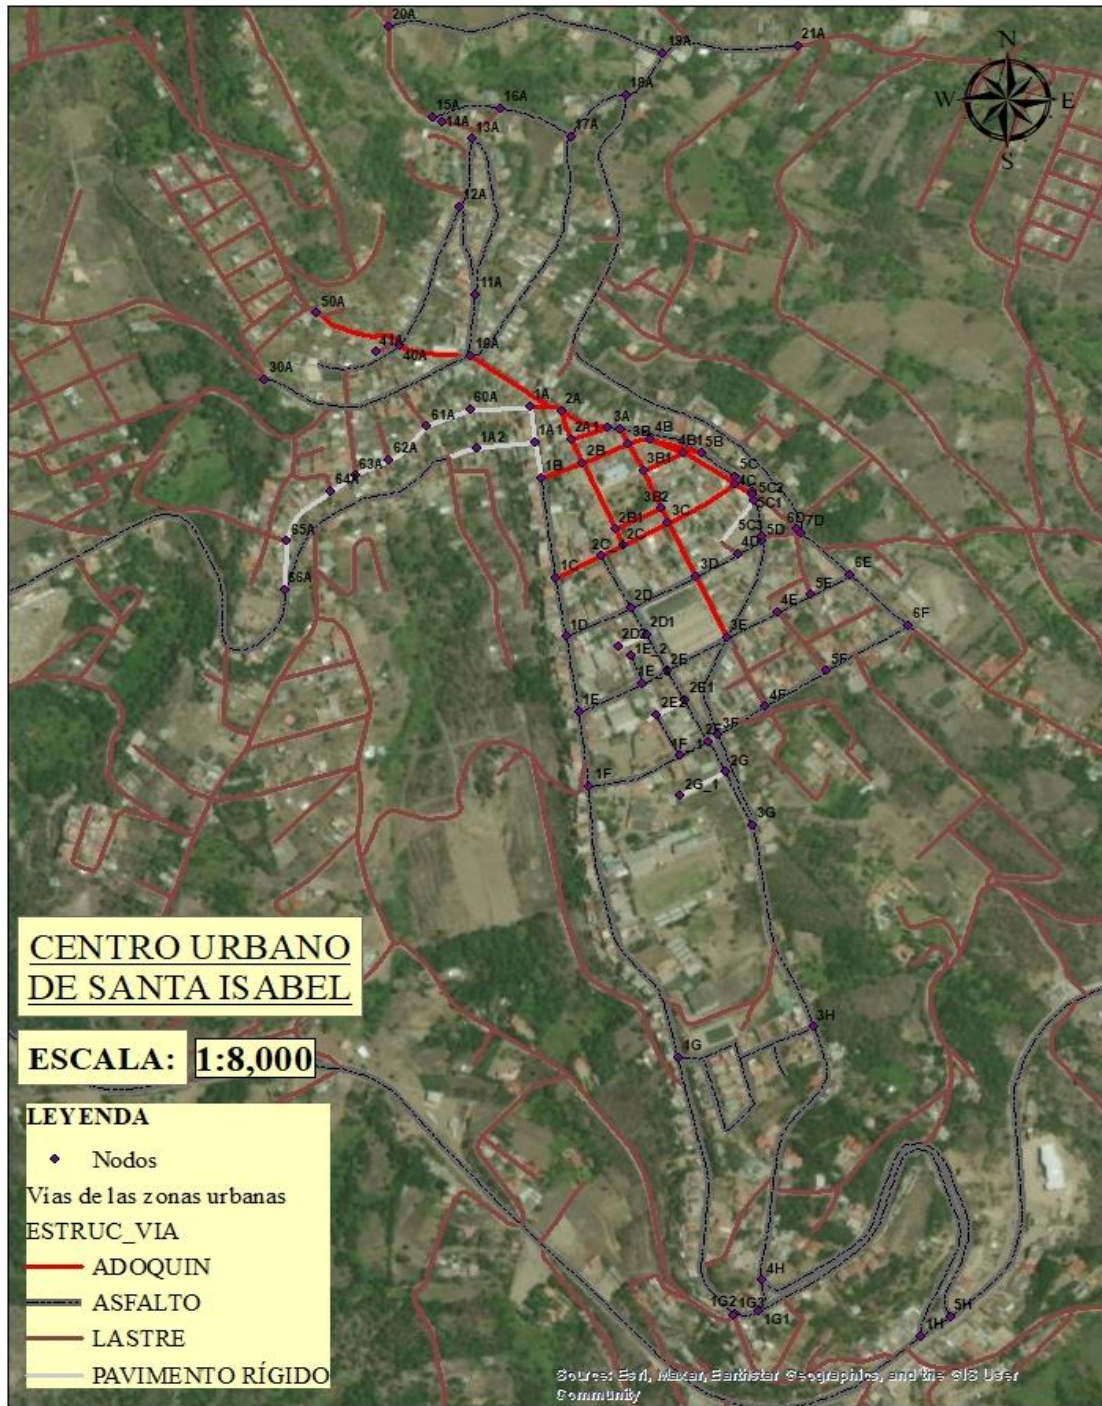 20A
19A
21A
N
W E
S
18A
15A
16A
14A
13A
17A
12A
11A
50A
41A
40A
19A
30A
60A
1A
2A
61A
1A1
2A1
3A
3B
4B
62A
1A2
2B
4B1
5B
63A
1B
3B1
5C
64A
4C
5C2
3B2
5C1
65A
2B1
3C
5C3
5D
6D
7D
2C
2C
4D
66A
1C
3D
6E
2D
5E
4E
1D
2D1
3E
6F
2D2
1E_2
2E
1E
5F
1E
2E1
2E2
4F
2F
3F
1F_1
1F
2G
2G_1
3G
CENTRO URBANO
DE SANTA ISABEL
3H
ESCALA: 1:8,000
1G
LEYENDA
Nodos
Vías de las zonas urbanas
ESTRUC_VIA
ADOQUIN
ASFALTO
LASTRE
PAVIMENTO RÍGIDO
4H
1G2
1G1
5H
1H
Source: Esri, Maxar, Earthstar Geographics, and the GIS User
Community